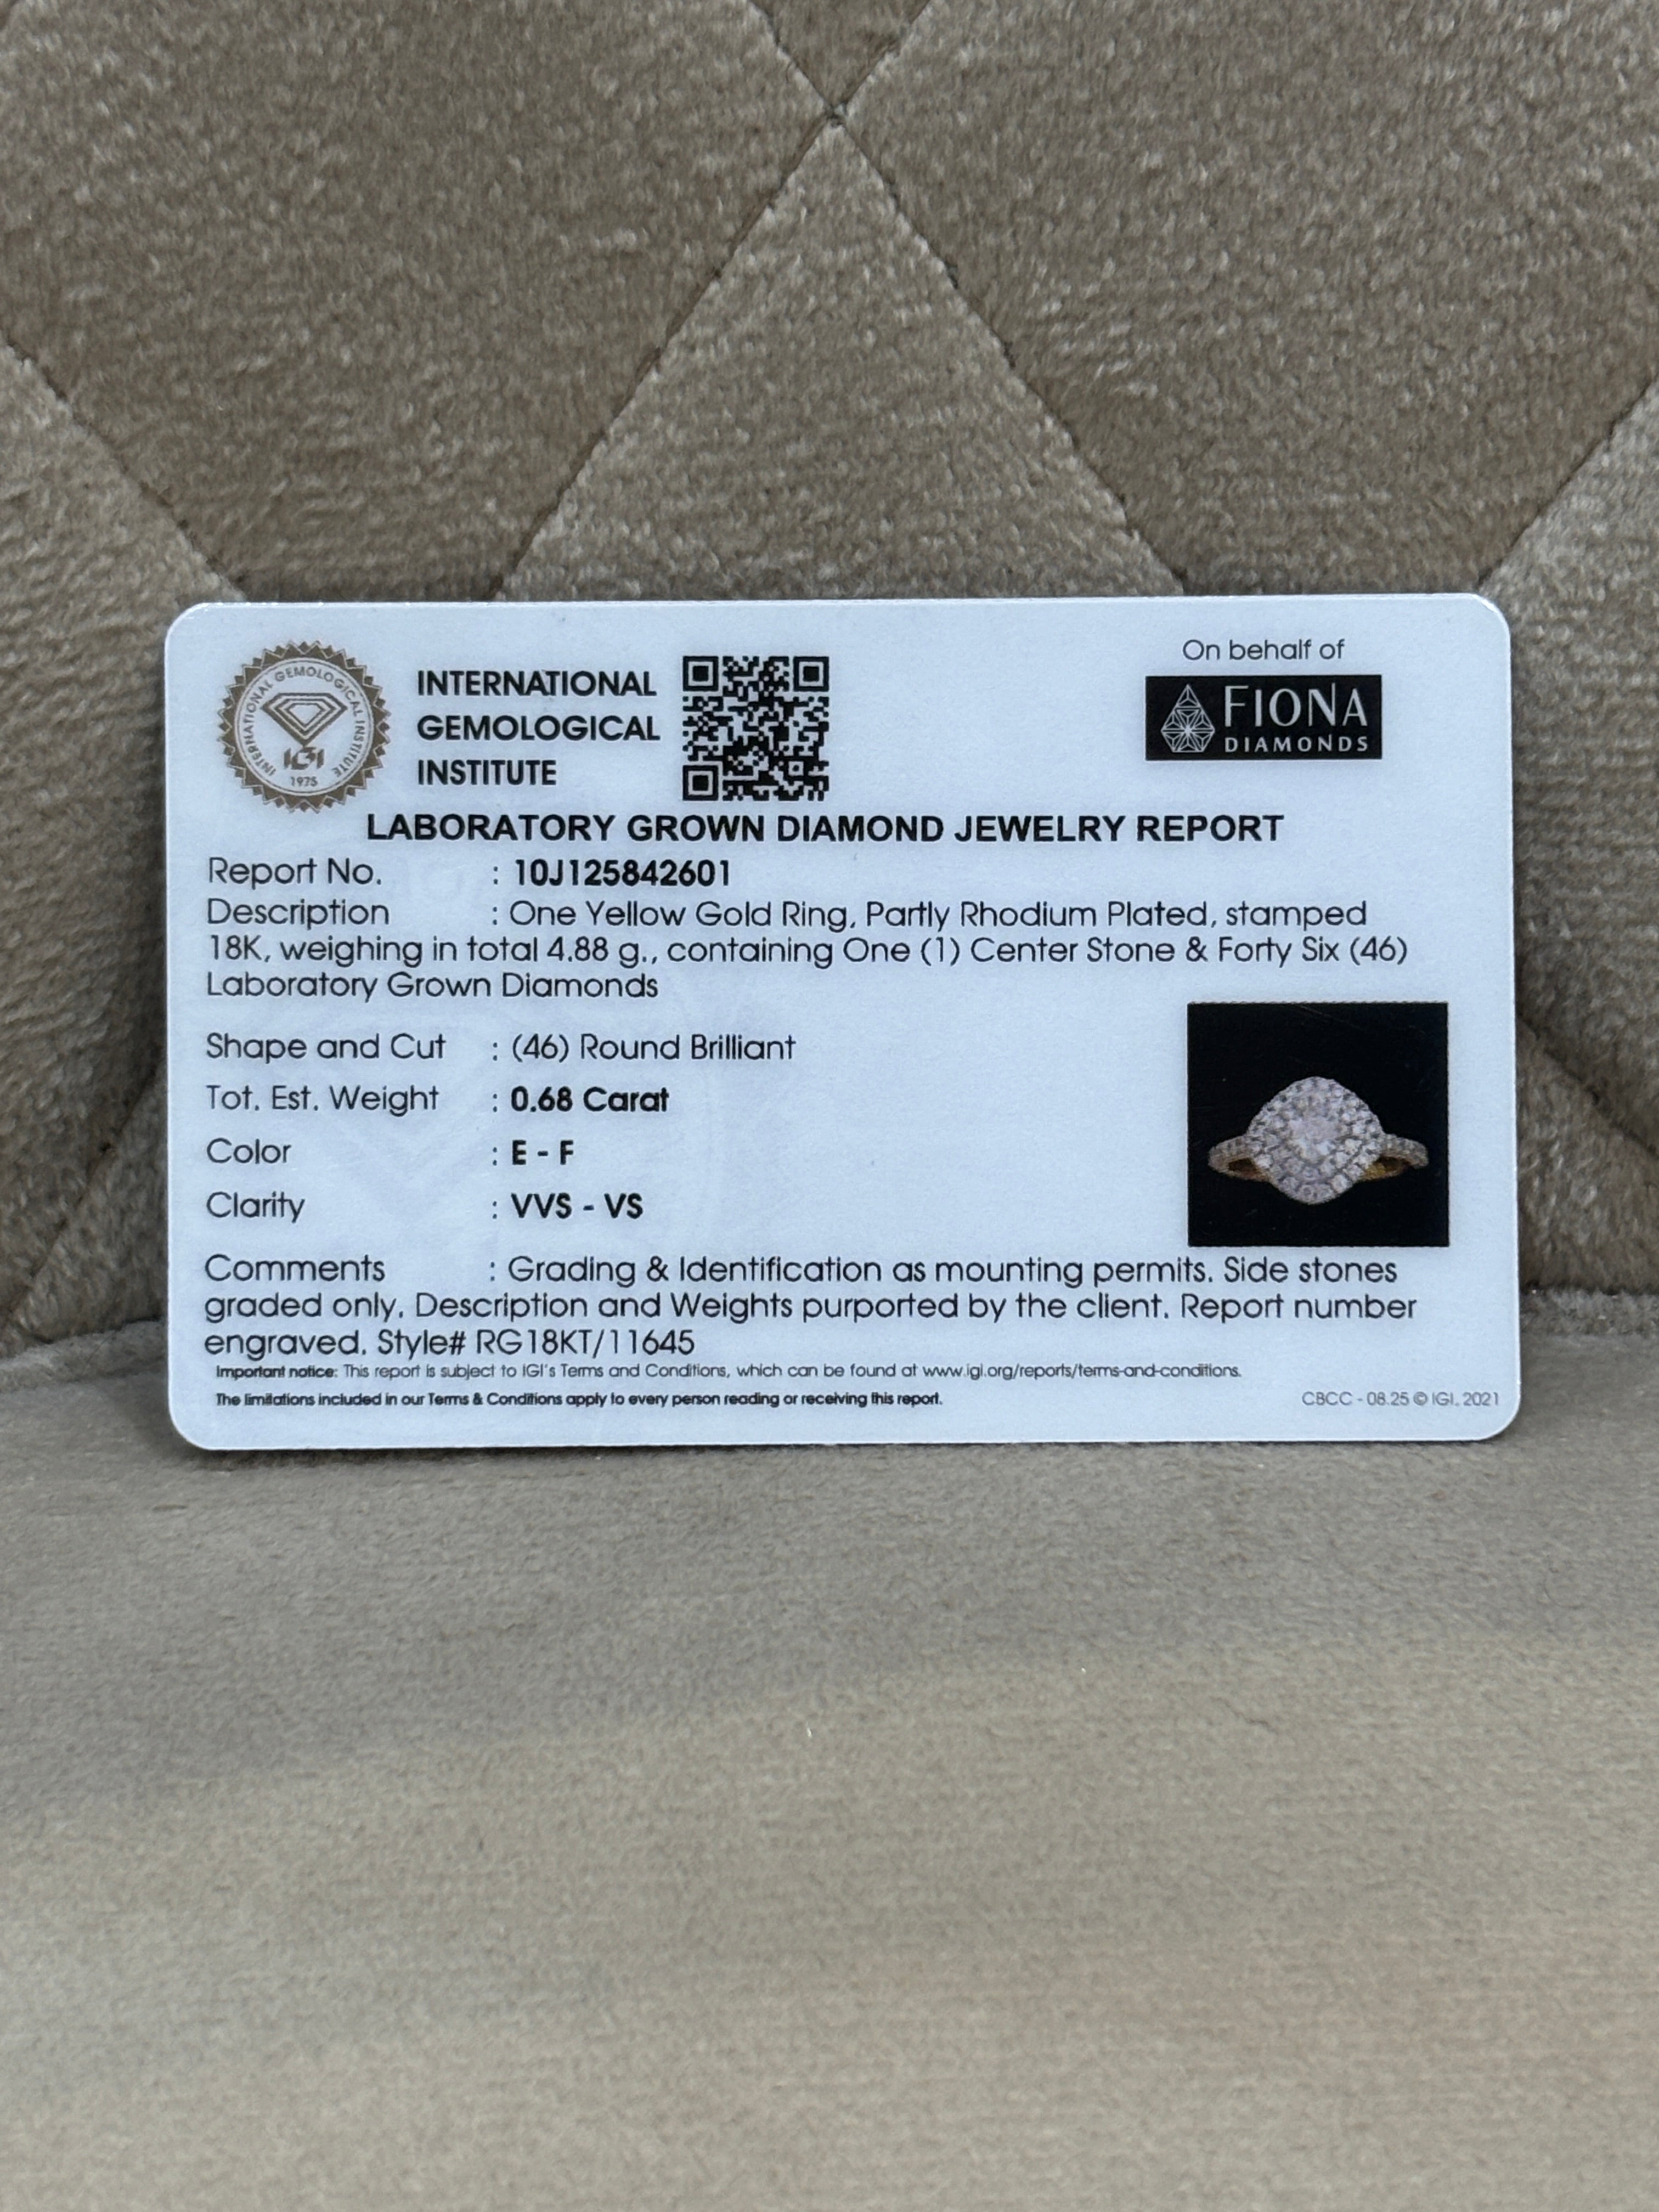 INTERNATIONAL GEMOLOGICAL INSTITUTE
IGI
1975
INTERNATIONAL
GEMOLOGICAL
INSTITUTE
On behalf of
FIONA
DIAMONDS
LABORATORY GROWN DIAMOND JEWELRY REPORT
Report No. : 10J125842601
Description : One Yellow Gold Ring, Partly Rhodium Plated, stamped
18K, weighing in total 4.88 g., containing One (1) Center Stone & Forty Six (46)
Laboratory Grown Diamonds
Shape and Cut : (46) Round Brilliant
Tot. Est. Weight : 0.68 Carat
Color : E - F
Clarity : VVS - VS
Comments : Grading & Identification as mounting permits. Side stones
graded only. Description and Weights purported by the client. Report number
engraved. Style# RG18KT/11645
Important notice: This report is subject to IGI's Terms and Conditions, which can be found at www.igi.org/reports/terms-and-conditions.
The limitations included in our Terms & Conditions apply to every person reading or receiving this report.
CBCC - 08.25 © IGI, 2021